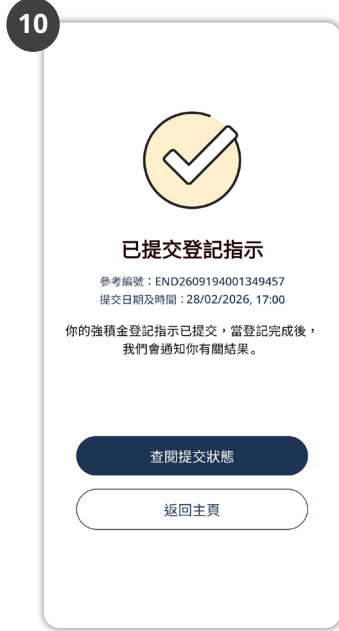 10
已提交登記指示
參考編號：END2609194001349457
提交日期及時間：28/02/2026, 17:00
你的強積金登記指示已提交，當登記完成後，
我們會通知你有關結果。
查閱提交狀態
返回主頁